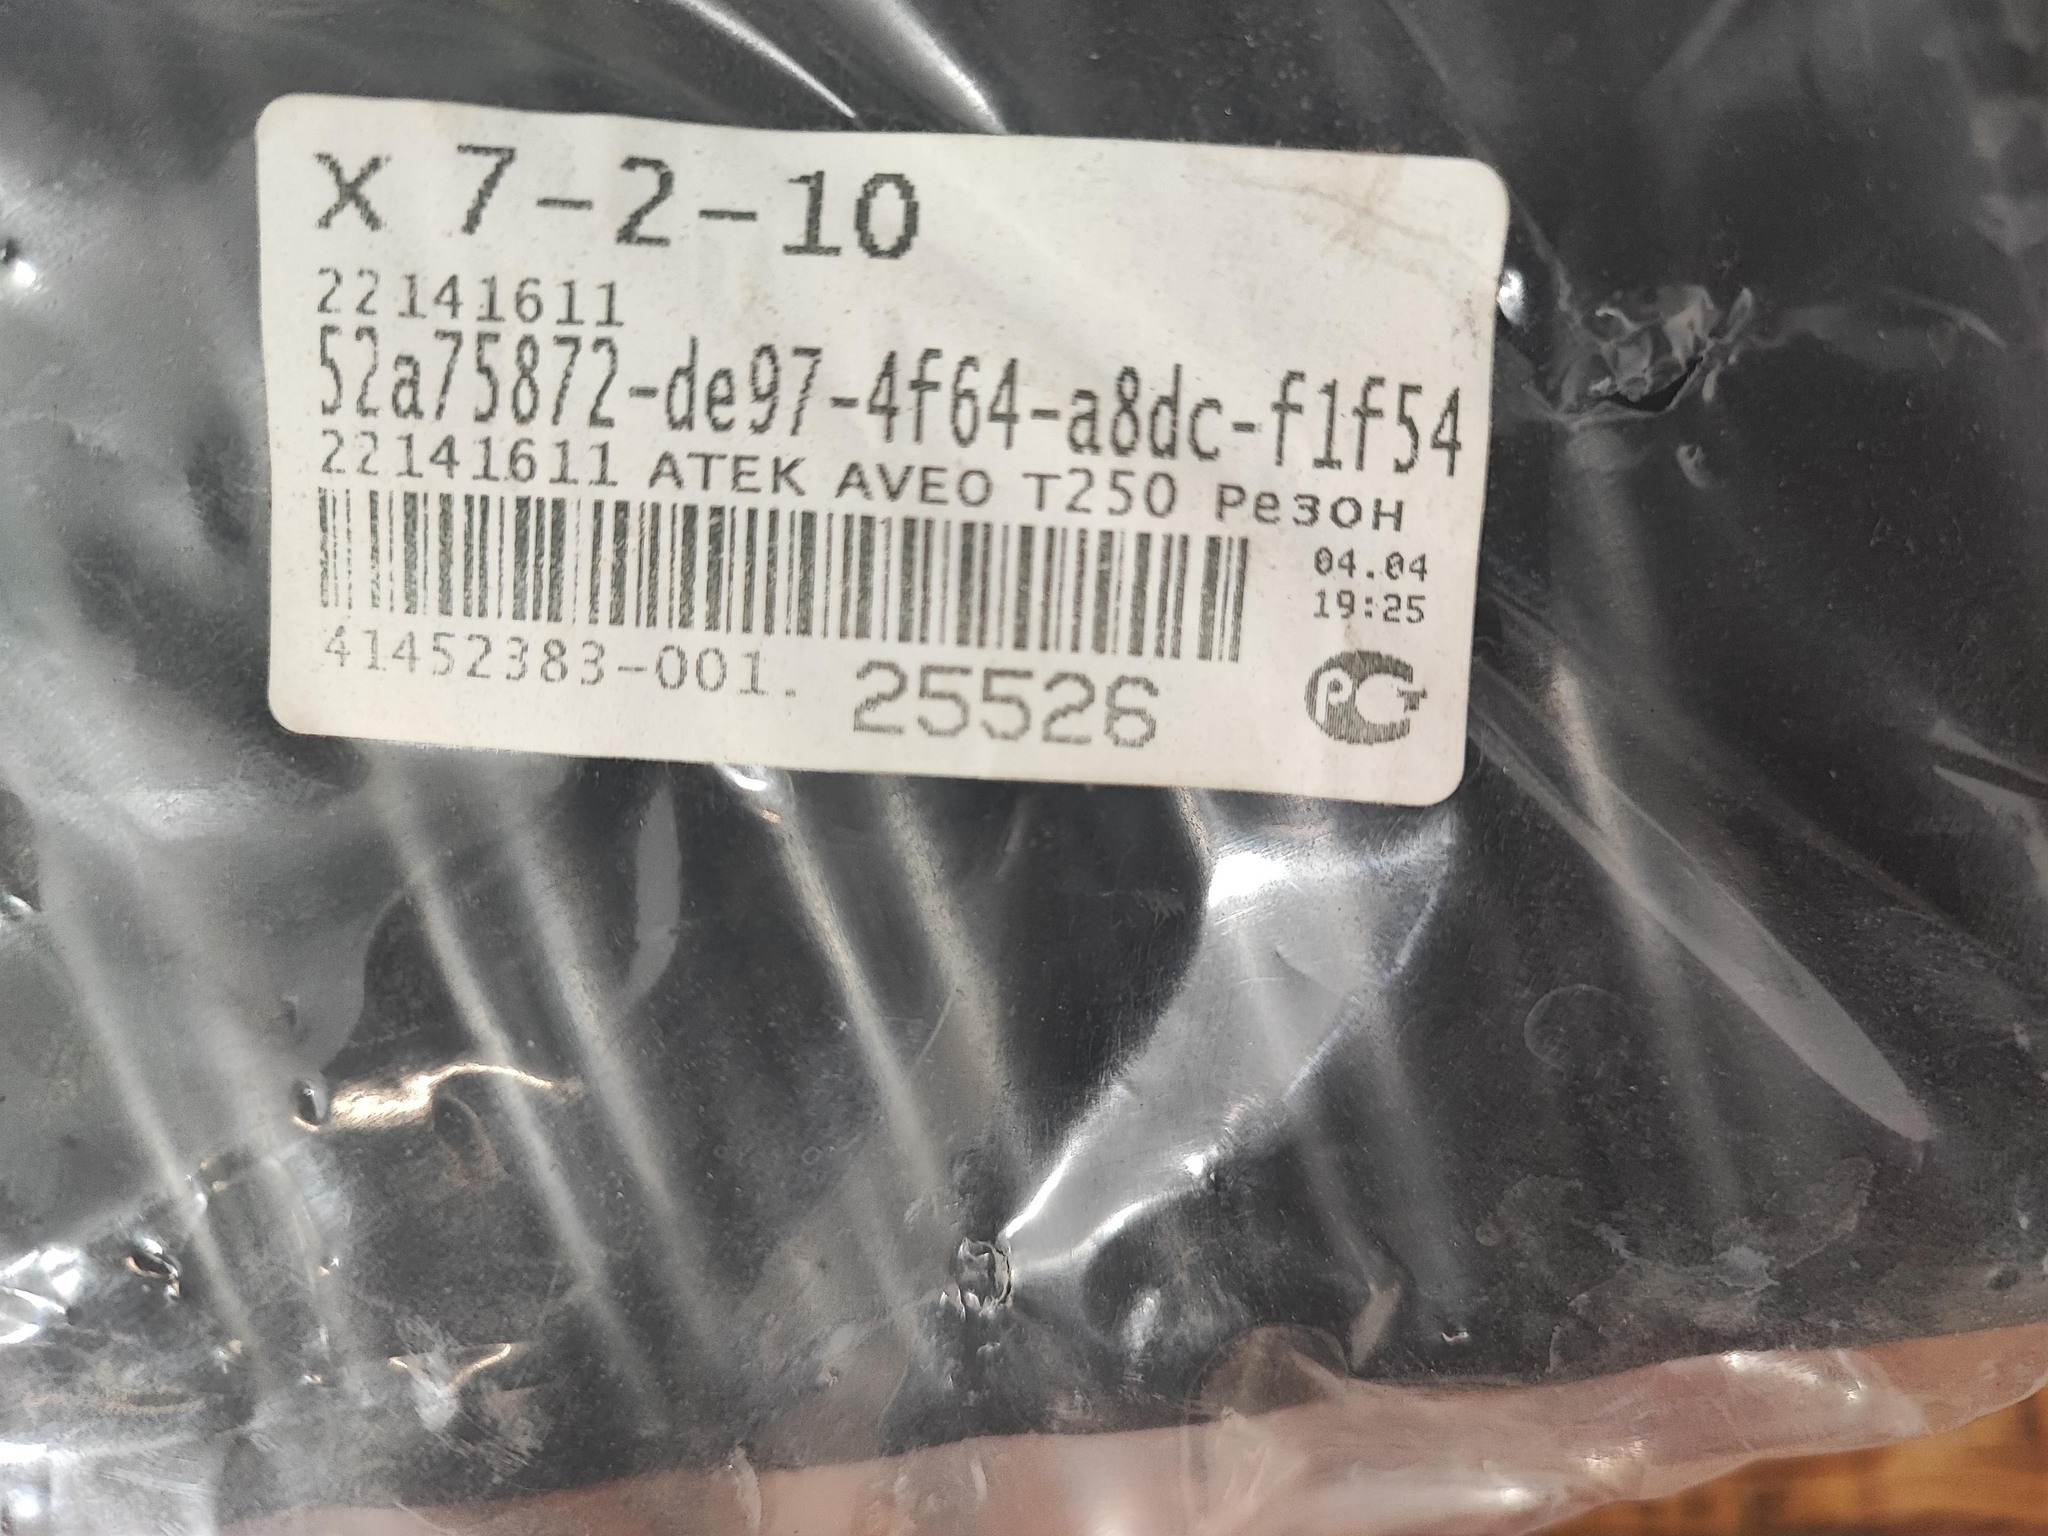 X 7-2-10
22141611
52a75872-de97-4f64-a8dc-f1f54
22141611 ATEK AVEO T250 Резон
04.04
19:25
41452383-001. 25526
РСТ